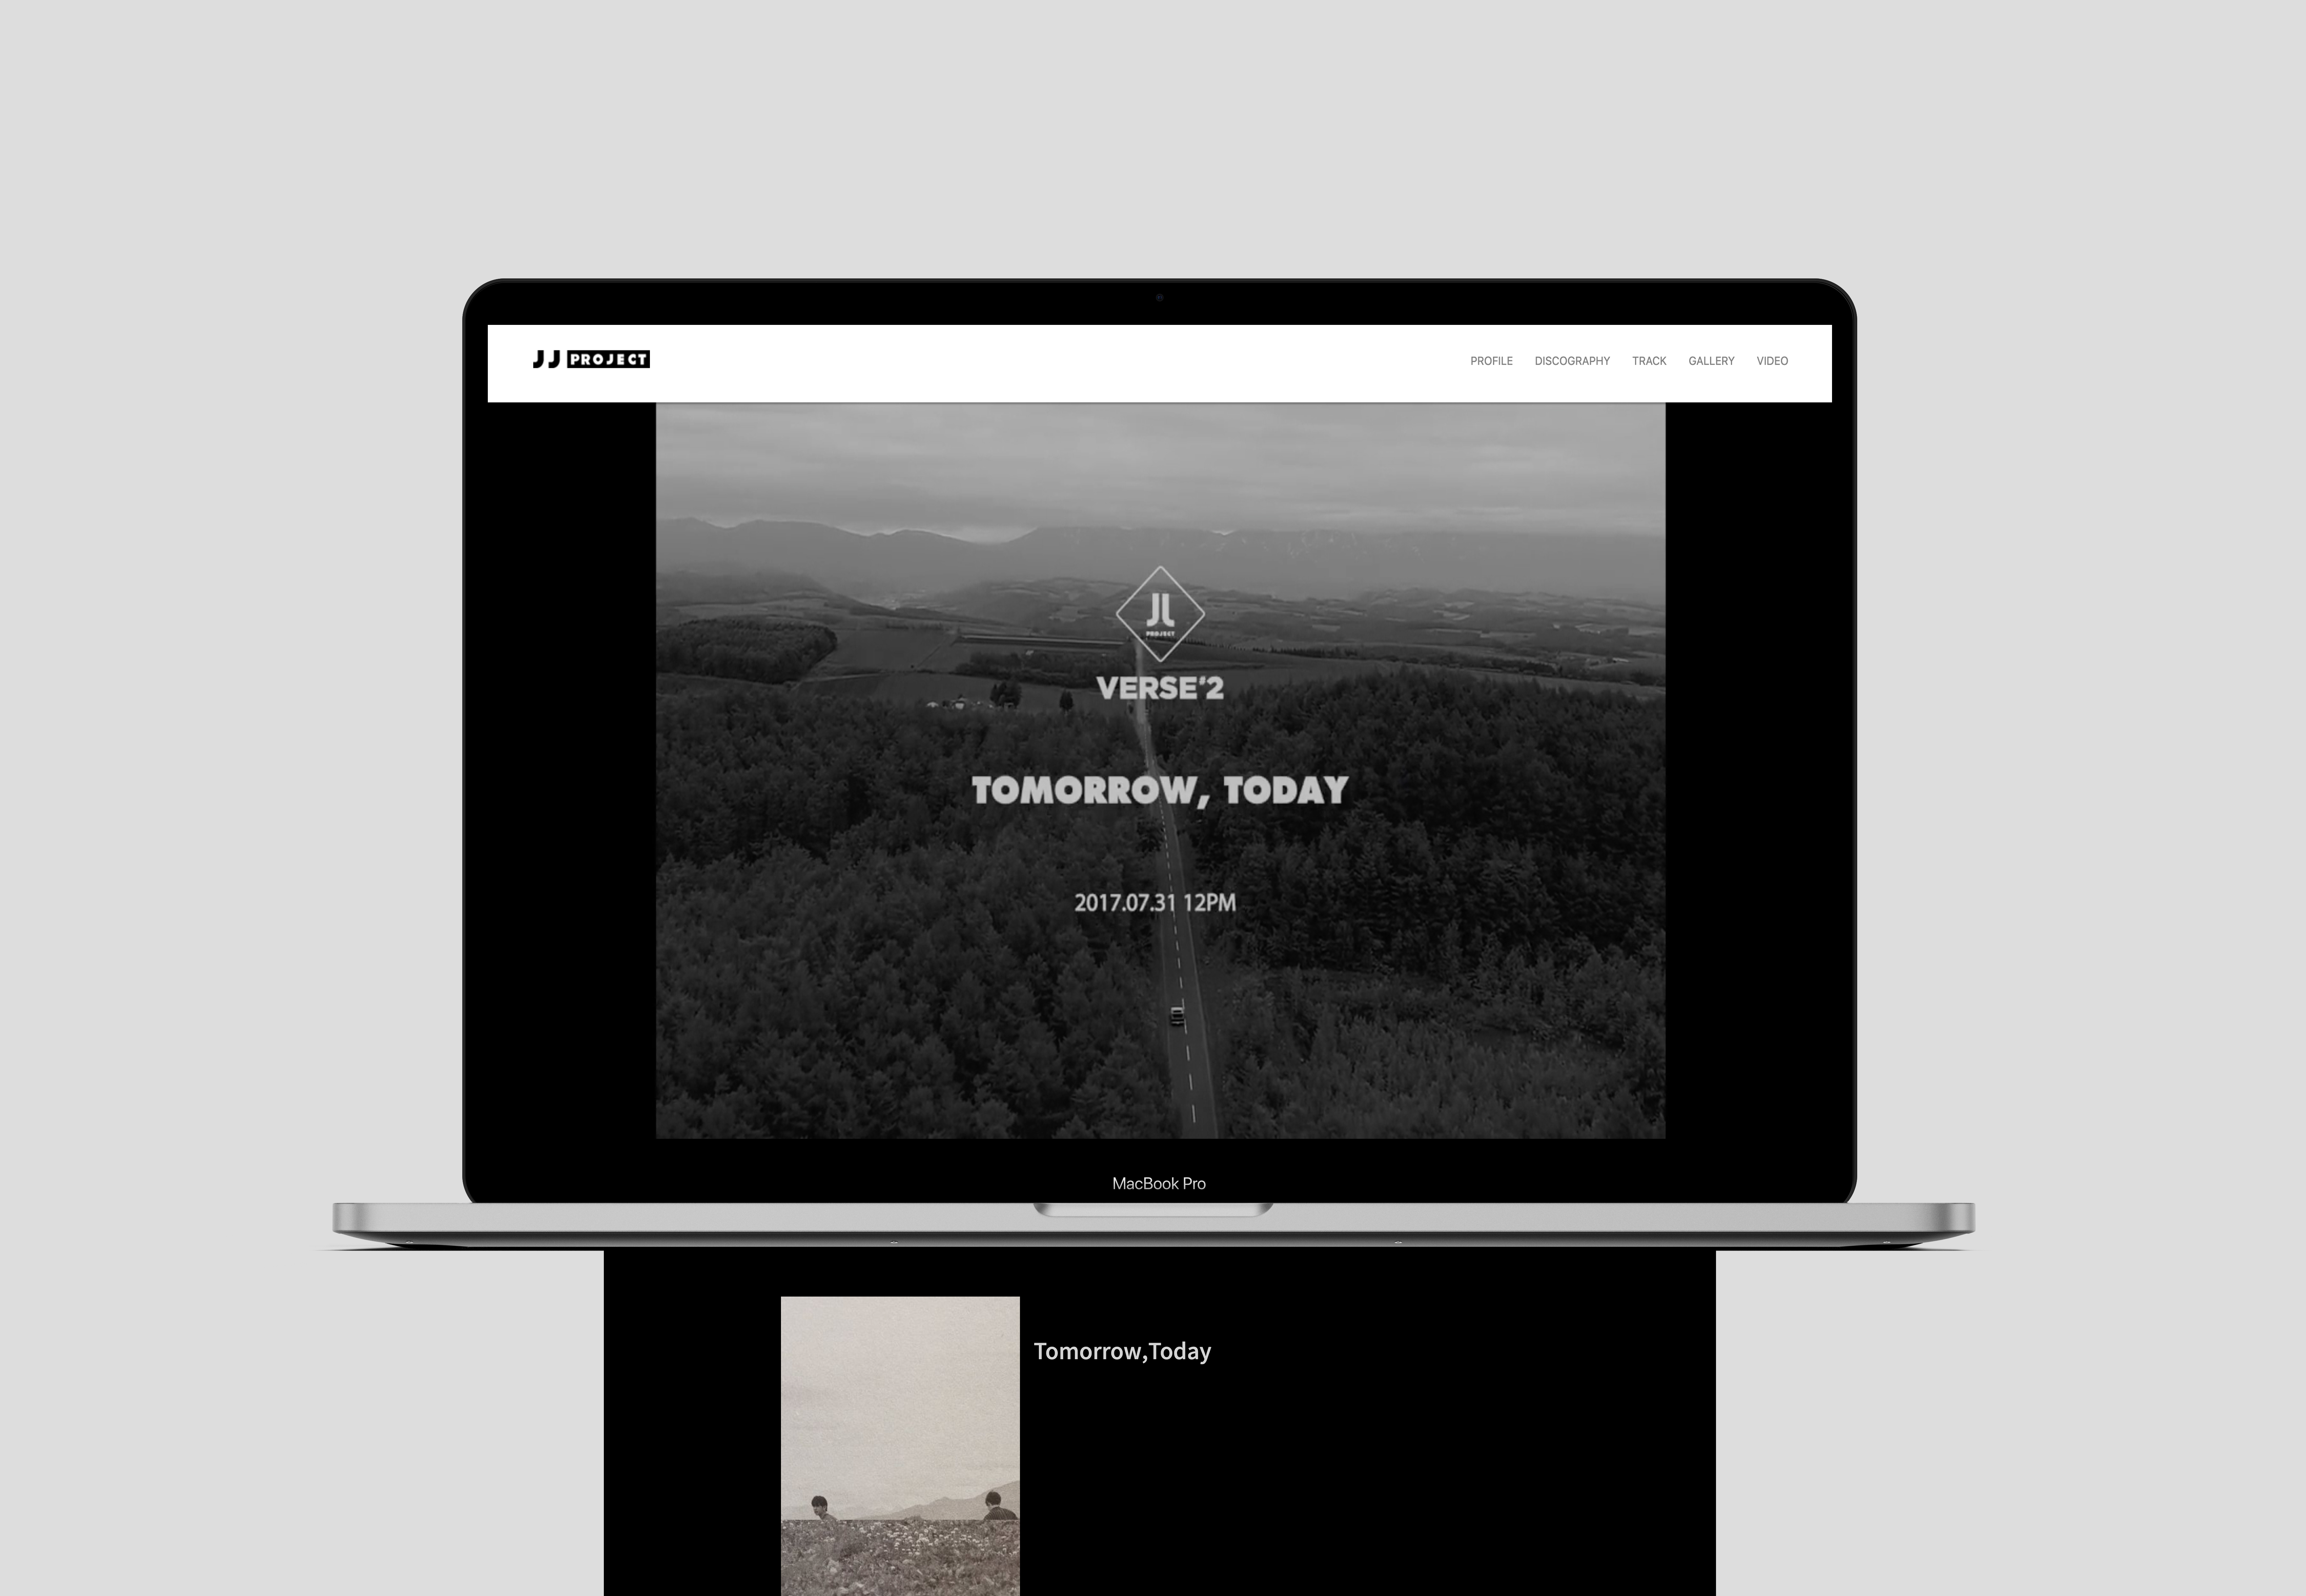 JJ PROJECT
PROFILE DISCOGRAPHY TRACK GALLERY VIDEO
JJ
PROJECT
VERSE'2
TOMORROW, TODAY
2017.07.31 12PM
MacBook Pro
Tomorrow,Today